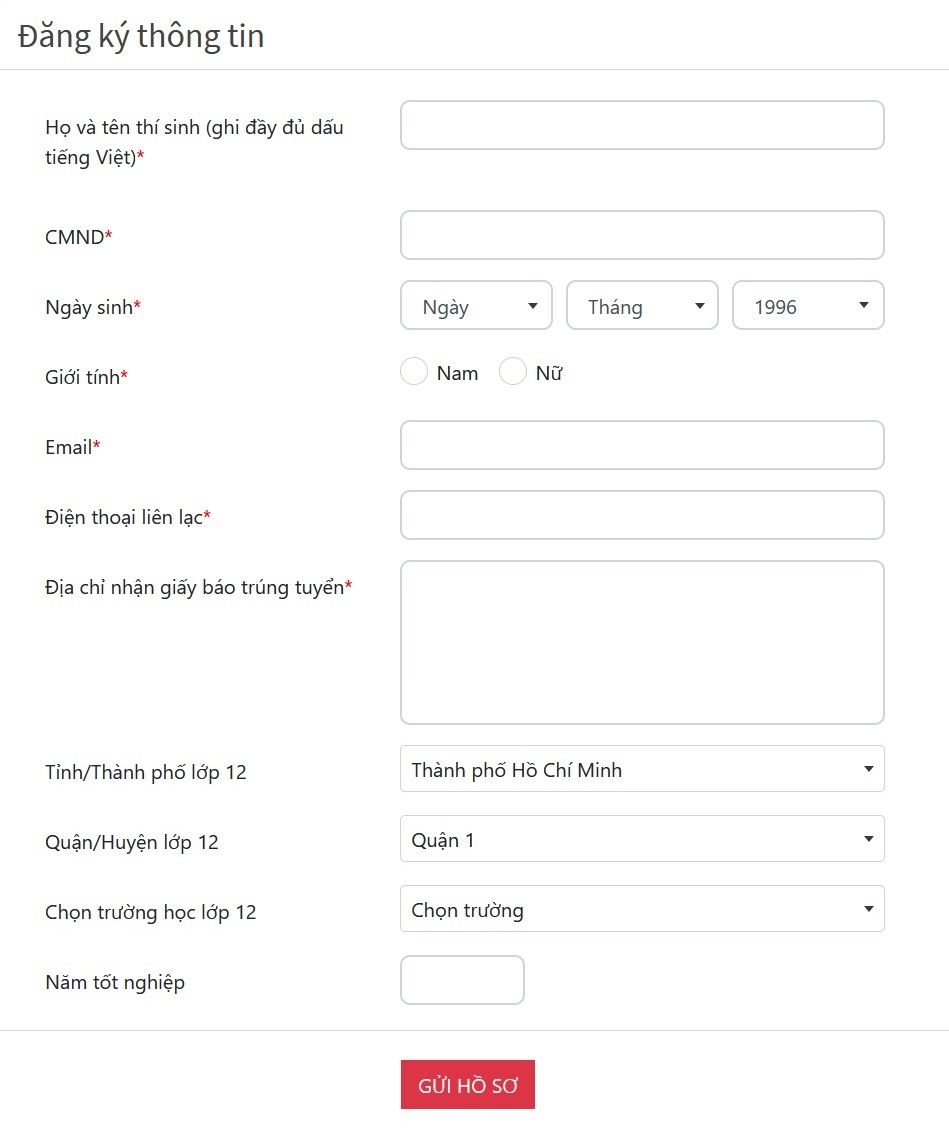 Đăng ký thông tin
Họ và tên thí sinh (ghi đầy đủ dấu
tiếng Việt)*
CMND*
Ngày sinh* Ngày Tháng 1996
Giới tính* Nam Nữ
Email*
Điện thoại liên lạc*
Địa chỉ nhận giấy báo trúng tuyển*
Tỉnh/Thành phố lớp 12 Thành phố Hồ Chí Minh
Quận/Huyện lớp 12 Quận 1
Chọn trường học lớp 12 Chọn trường
Năm tốt nghiệp
GỬI HỒ SƠ